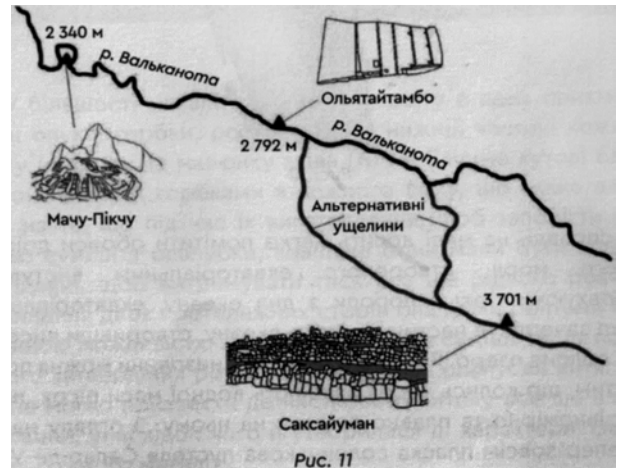 2 340 м
р. Вальканота
Ольятайтамбо
р. Вальканота
2 792 м
Мачу-Пікчу
Альтернативні
ущелини
3 701 м
Саксайуман
Рис. 11